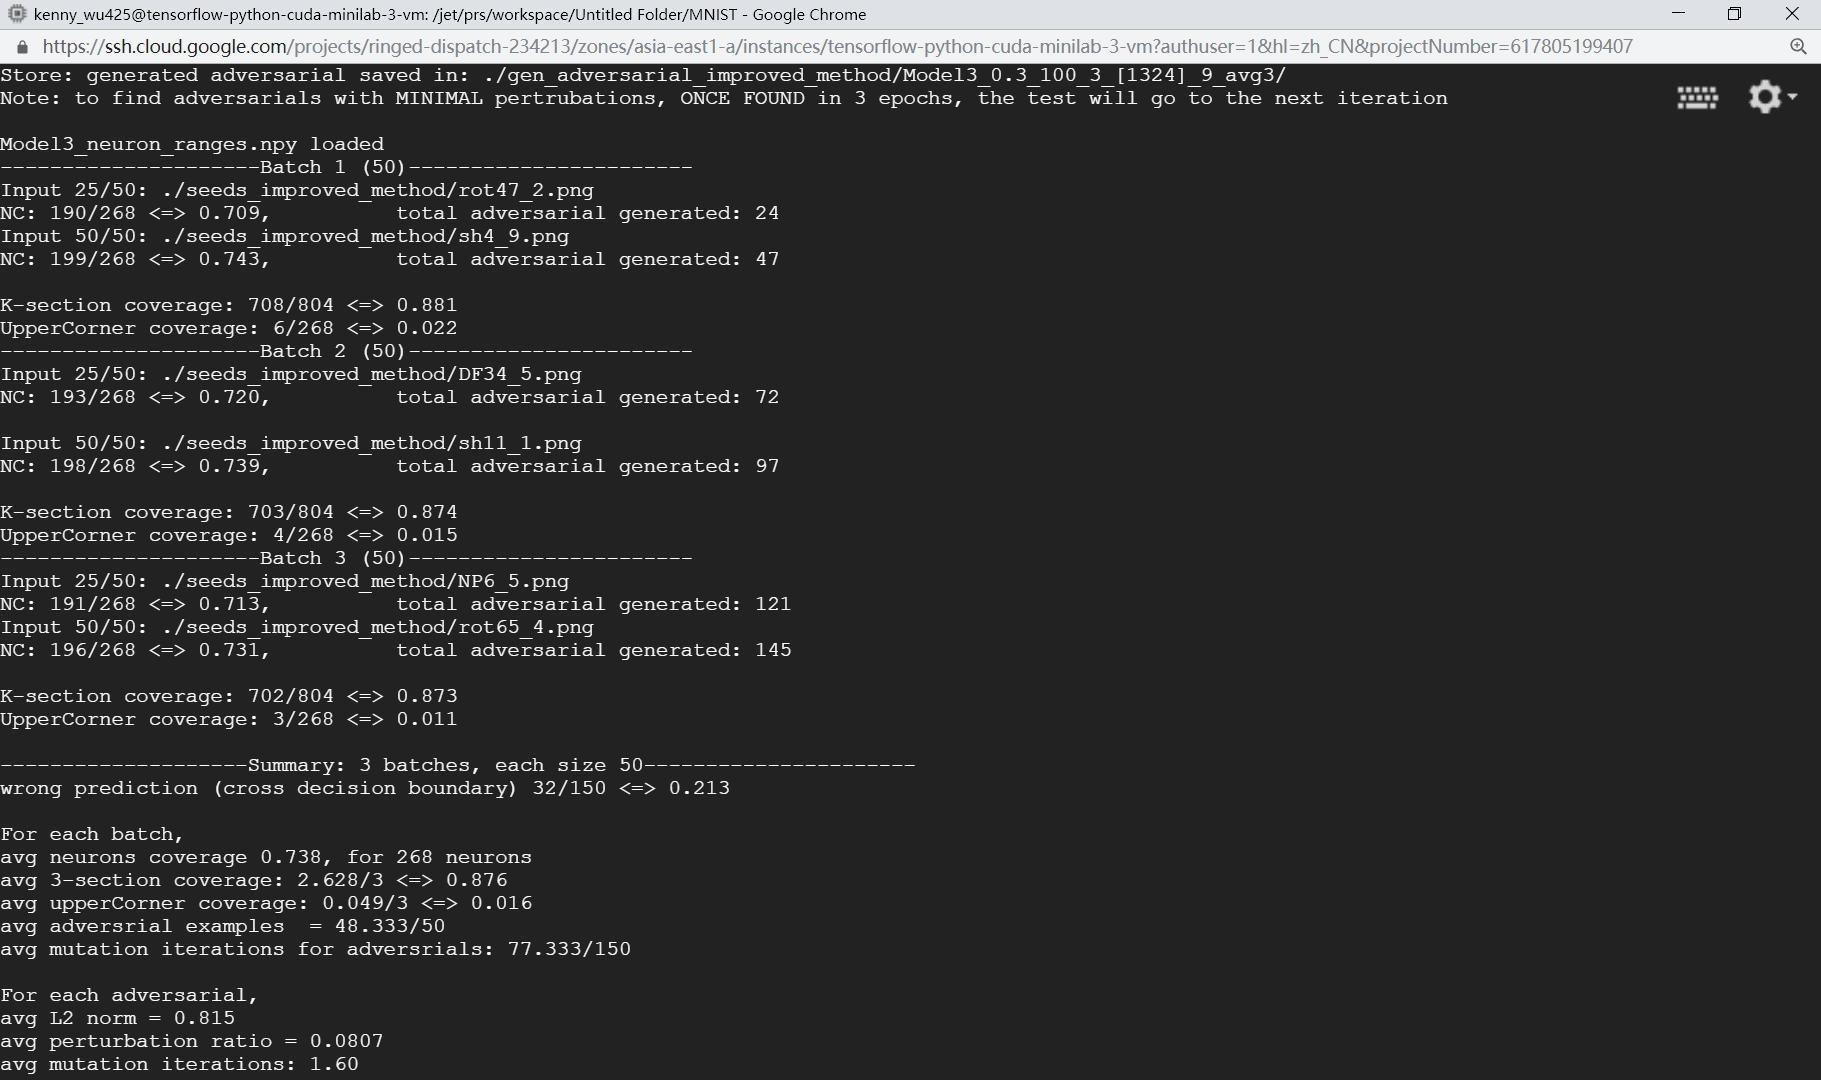 kenny_wu425@tensorflow-python-cuda-minilab-3-vm: /jet/prs/workspace/Untitled Folder/MNIST - Google Chrome
https://ssh.cloud.google.com/projects/ringed-dispatch-234213/zones/asia-east1-a/instances/tensorflow-python-cuda-minilab-3-vm?authuser=1&hl=zh_CN&projectNumber=617805199407
Store: generated adversarial saved in: ./gen_adversarial_improved_method/Model3_0.3_100_3_[1324]_9_avg3/
Note: to find adversarials with MINIMAL pertrubations, ONCE FOUND in 3 epochs, the test will go to the next iteration
Model3_neuron_ranges.npy loaded
---------------------Batch 1 (50)-----------------------
Input 25/50: ./seeds_improved_method/rot47_2.png
NC: 190/268 <=> 0.709, total adversarial generated: 24
Input 50/50: ./seeds_improved_method/sh4_9.png
NC: 199/268 <=> 0.743, total adversarial generated: 47
K-section coverage: 708/804 <=> 0.881
UpperCorner coverage: 6/268 <=> 0.022
---------------------Batch 2 (50)-----------------------
Input 25/50: ./seeds_improved_method/DF34_5.png
NC: 193/268 <=> 0.720, total adversarial generated: 72
Input 50/50: ./seeds_improved_method/sh11_1.png
NC: 198/268 <=> 0.739, total adversarial generated: 97
K-section coverage: 703/804 <=> 0.874
UpperCorner coverage: 4/268 <=> 0.015
---------------------Batch 3 (50)-----------------------
Input 25/50: ./seeds_improved_method/NP6_5.png
NC: 191/268 <=> 0.713, total adversarial generated: 121
Input 50/50: ./seeds_improved_method/rot65_4.png
NC: 196/268 <=> 0.731, total adversarial generated: 145
K-section coverage: 702/804 <=> 0.873
UpperCorner coverage: 3/268 <=> 0.011
--------------------Summary: 3 batches, each size 50----------------------
wrong prediction (cross decision boundary) 32/150 <=> 0.213
For each batch,
avg neurons coverage 0.738, for 268 neurons
avg 3-section coverage: 2.628/3 <=> 0.876
avg upperCorner coverage: 0.049/3 <=> 0.016
avg adversrial examples  = 48.333/50
avg mutation iterations for adversrials: 77.333/150
For each adversarial,
avg L2 norm = 0.815
avg perturbation ratio = 0.0807
avg mutation iterations: 1.60